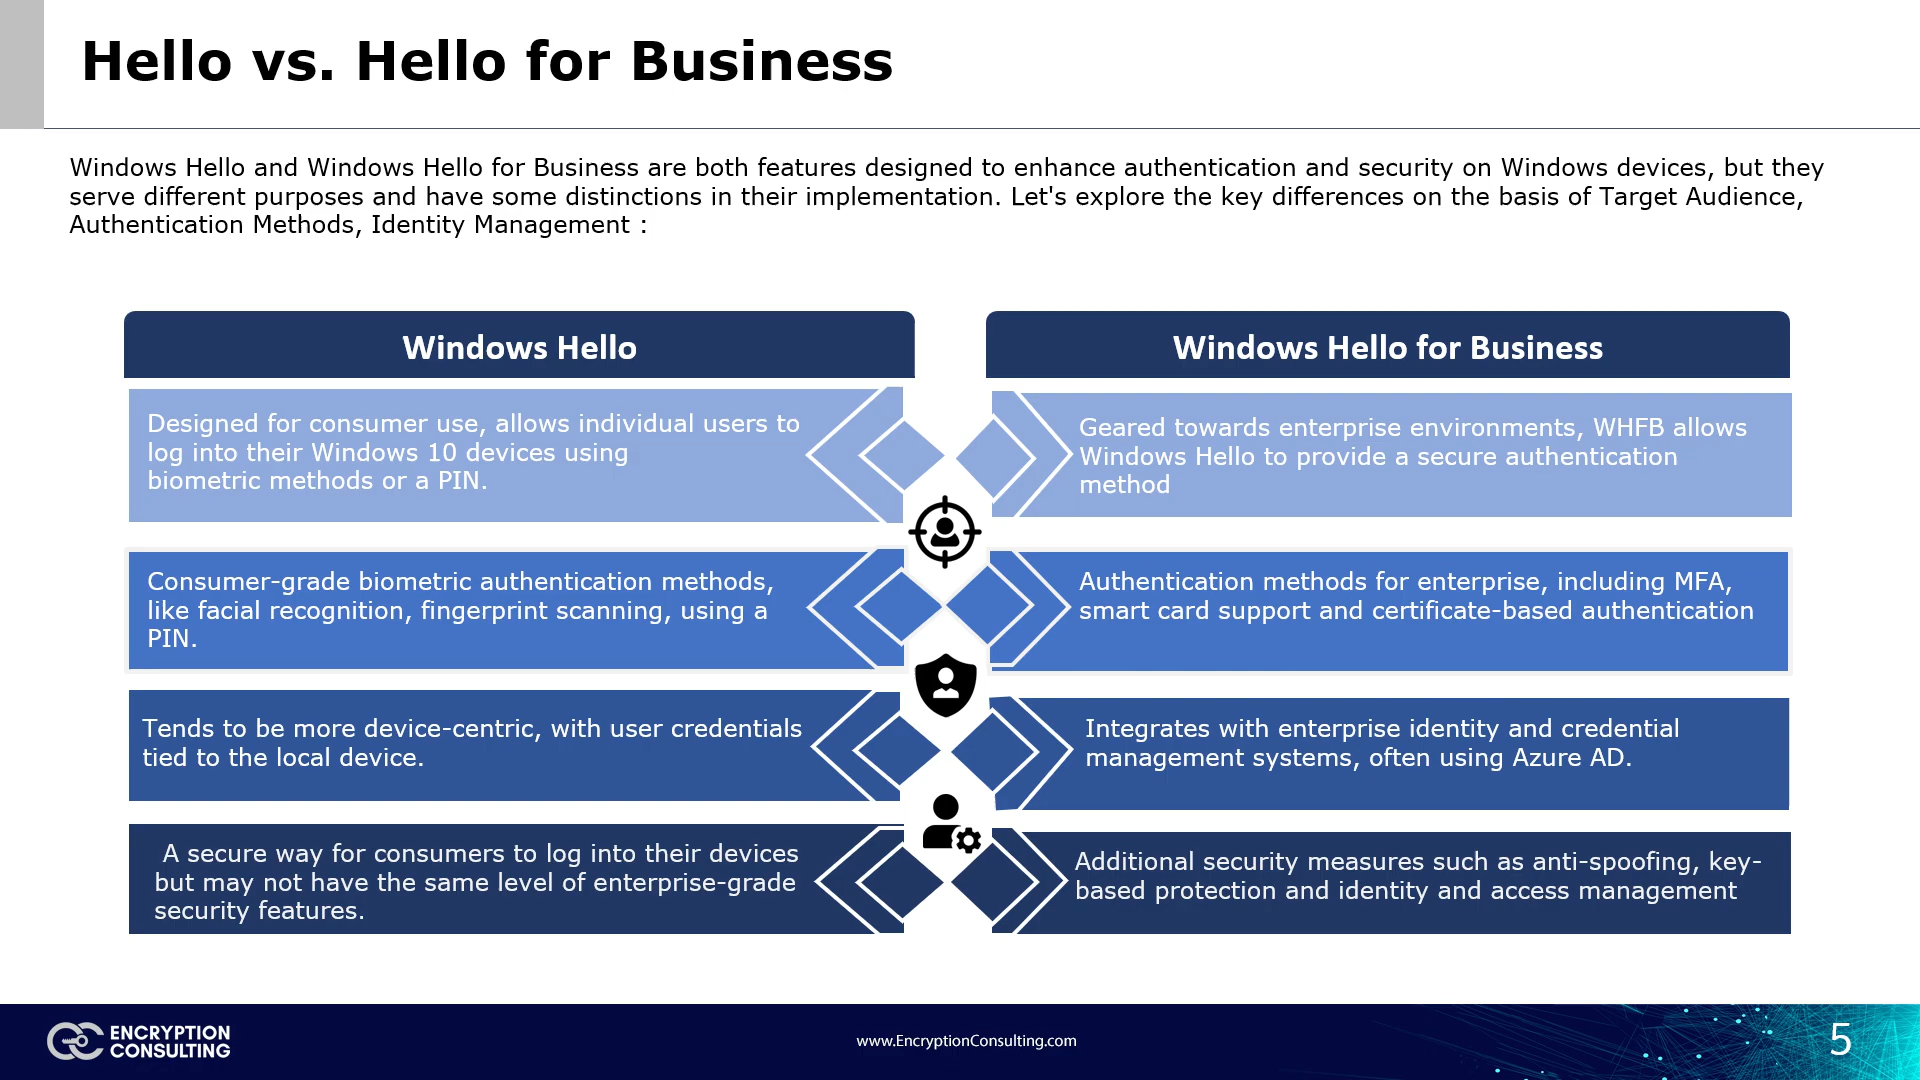 Hello vs. Hello for Business
Windows Hello and Windows Hello for Business are both features designed to enhance authentication and security on Windows devices, but they
serve different purposes and have some distinctions in their implementation. Let's explore the key differences on the basis of Target Audience,
Authentication Methods, Identity Management :
Windows Hello
Windows Hello for Business
Designed for consumer use, allows individual users to
log into their Windows 10 devices using
biometric methods or a PIN.
Geared towards enterprise environments, WHFB allows
Windows Hello to provide a secure authentication
method
Consumer-grade biometric authentication methods,
like facial recognition, fingerprint scanning, using a
PIN.
Authentication methods for enterprise, including MFA,
smart card support and certificate-based authentication
Tends to be more device-centric, with user credentials
tied to the local device.
Integrates with enterprise identity and credential
management systems, often using Azure AD.
A secure way for consumers to log into their devices
but may not have the same level of enterprise-grade
security features.
Additional security measures such as anti-spoofing, key-
based protection and identity and access management
ENCRYPTION
CONSULTING
www.EncryptionConsulting.com
5